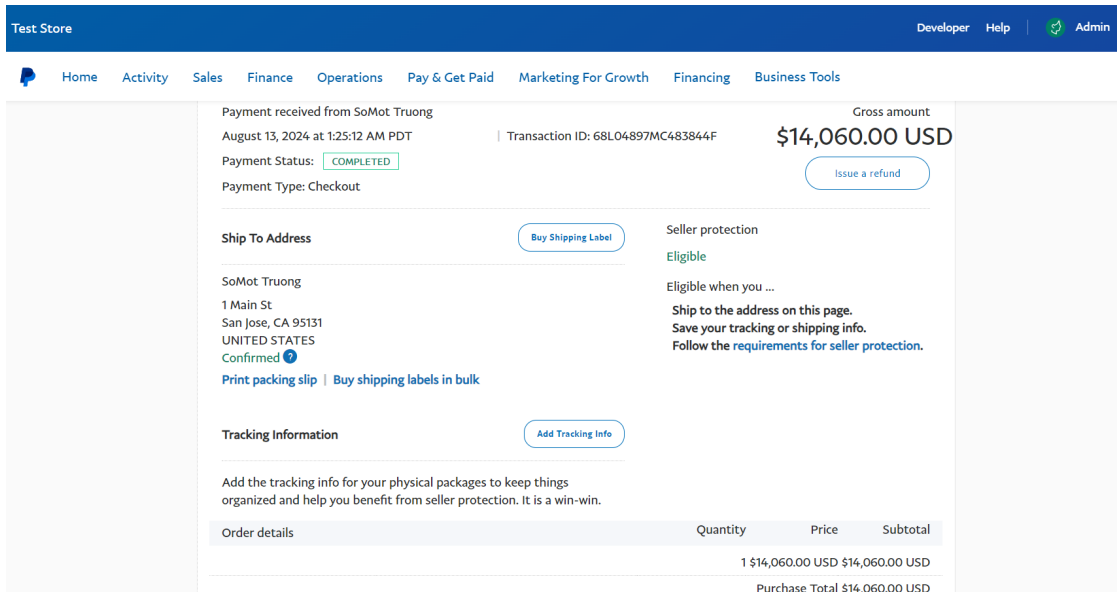 Test Store
Developer Help Admin
Home Activity Sales Finance Operations Pay & Get Paid Marketing For Growth Financing Business Tools
Payment received from SoMot Truong
Gross amount
August 13, 2024 at 1:25:12 AM PDT | Transaction ID: 68L04897MC483844F
$14,060.00 USD
Payment Status: COMPLETED
Issue a refund
Payment Type: Checkout
Ship To Address
Buy Shipping Label
SoMot Truong
1 Main St
San Jose, CA 95131
UNITED STATES
Confirmed ?
Print packing slip | Buy shipping labels in bulk
Seller protection
Eligible
Eligible when you ...
Ship to the address on this page.
Save your tracking or shipping info.
Follow the requirements for seller protection.
Tracking Information
Add Tracking Info
Add the tracking info for your physical packages to keep things
organized and help you benefit from seller protection. It is a win-win.
Order details Quantity Price Subtotal
1 $14,060.00 USD $14,060.00 USD
Purchase Total $14,060.00 USD